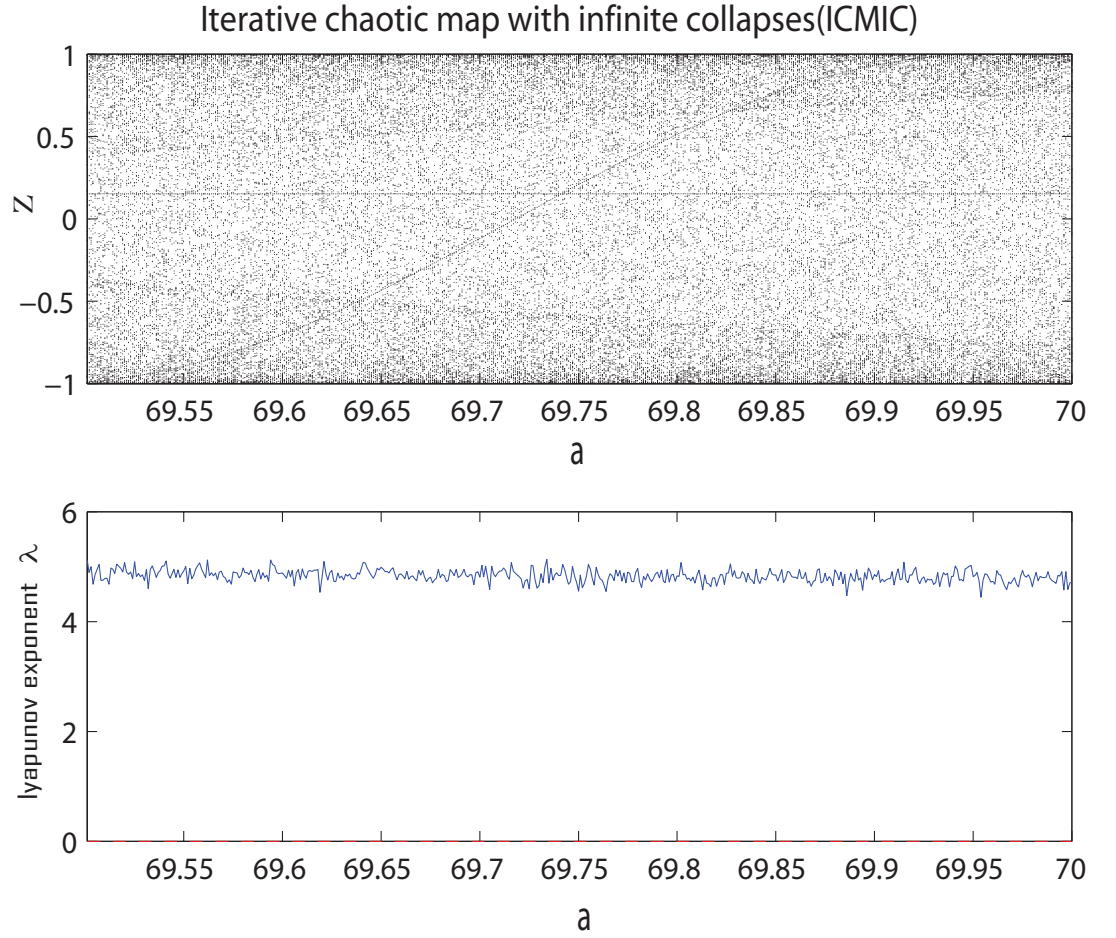 Iterative chaotic map with infinite collapses(ICMIC)
1
0.5
0
−0.5
−1
Z
69.55 69.6 69.65 69.7 69.75 69.8 69.85 69.9 69.95 70
a
6
4
2
0
lyapunov exponent λ
69.55 69.6 69.65 69.7 69.75 69.8 69.85 69.9 69.95 70
a